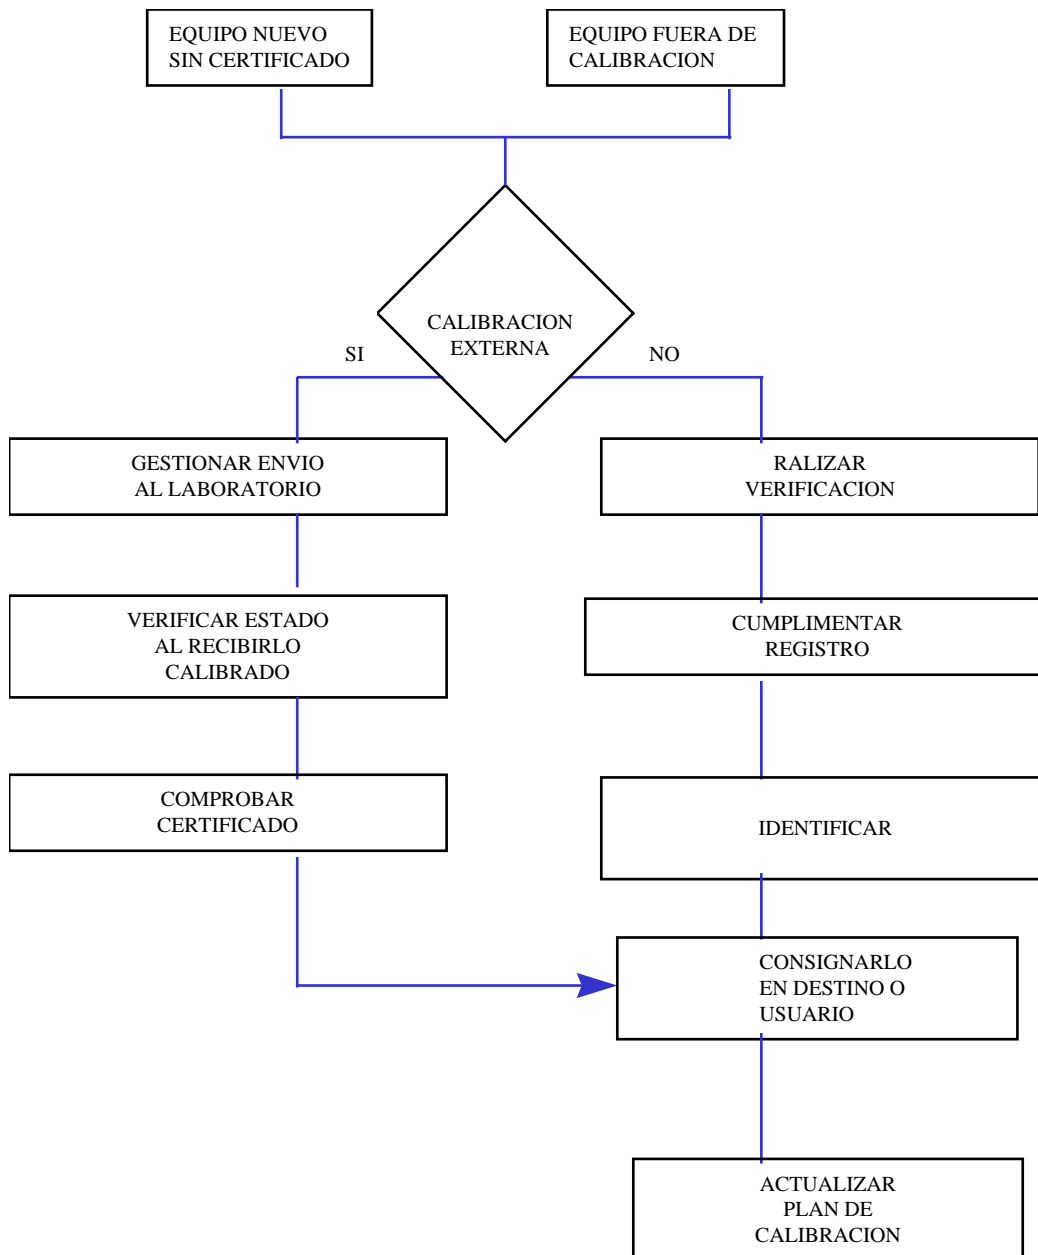 EQUIPO NUEVO
SIN CERTIFICADO
EQUIPO FUERA DE
CALIBRACION
CALIBRACION
EXTERNA
SI
NO
GESTIONAR ENVIO
AL LABORATORIO
RALIZAR
VERIFICACION
VERIFICAR ESTADO
AL RECIBIRLO
CALIBRADO
CUMPLIMENTAR
REGISTRO
COMPROBAR
CERTIFICADO
IDENTIFICAR
CONSIGNARLO
EN DESTINO O
USUARIO
ACTUALIZAR
PLAN DE
CALIBRACION